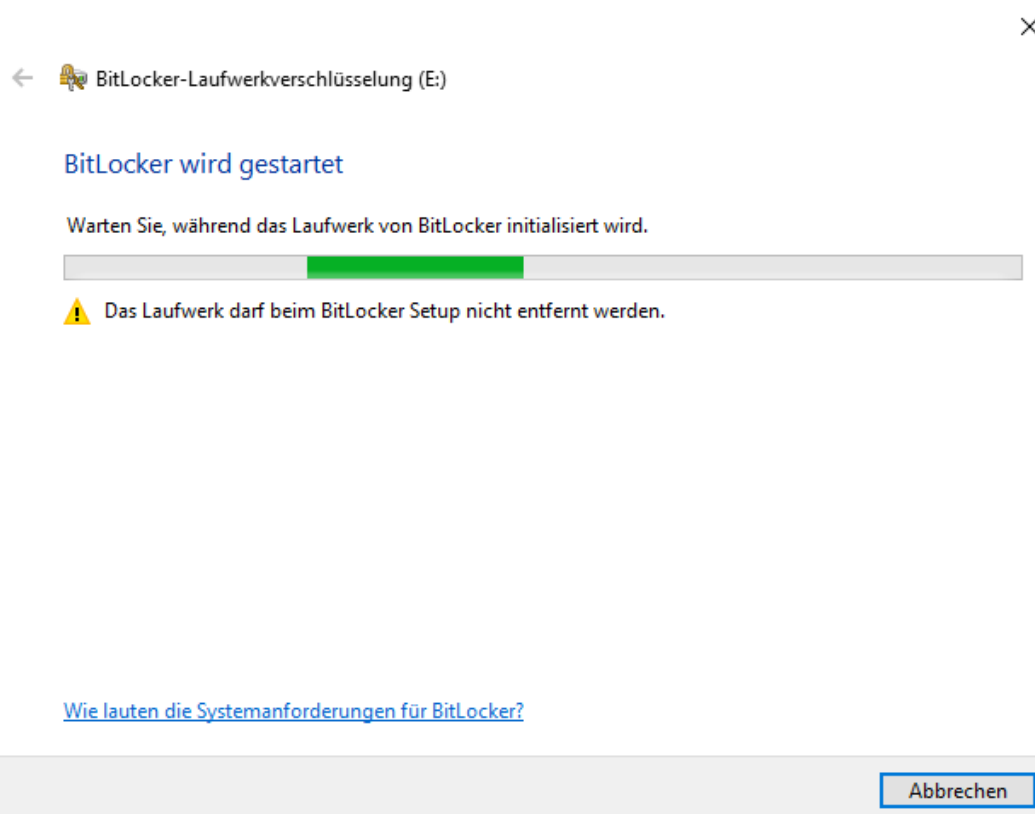 BitLocker-Laufwerkverschlüsselung (E:)
BitLocker wird gestartet
Warten Sie, während das Laufwerk von BitLocker initialisiert wird.
Das Laufwerk darf beim BitLocker Setup nicht entfernt werden.
Wie lauten die Systemanforderungen für BitLocker?
Abbrechen